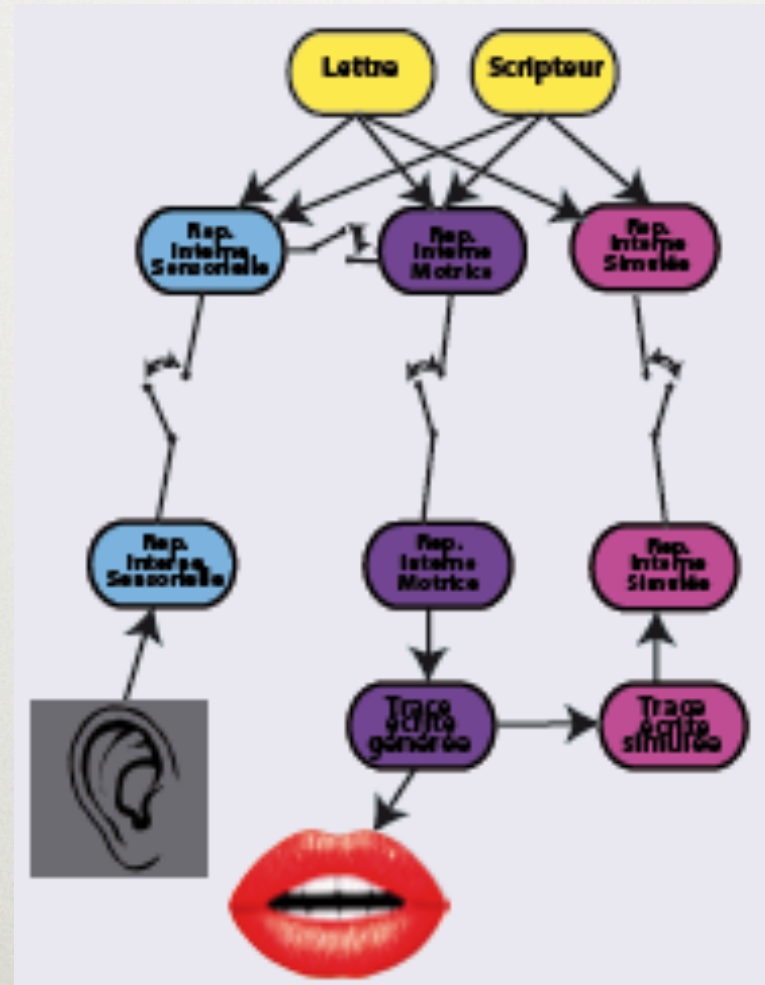 Lettre
Scripteur
Rep.
Interne
Sensorielle
Rep.
Interne
Motrice
Rep.
Interne
Simulée
Rep.
Interne
Sensorielle
Rep.
Interne
Motrice
Rep.
Interne
Simulée
Trace
écrite
générée
Trace
écrite
simulée